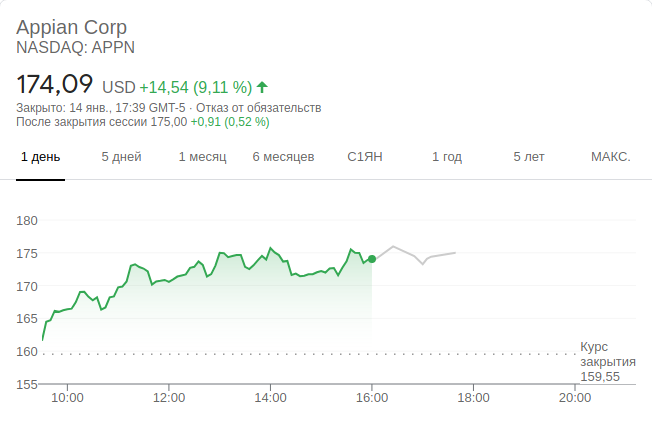 Appian Corp
NASDAQ: APPN
174,09 USD +14,54 (9,11 %)
Закрыто: 14 янв., 17:39 GMT-5 · Отказ от обязательств
После закрытия сессии 175,00 +0,91 (0,52 %)
1 день 5 дней 1 месяц 6 месяцев С1ЯН 1 год 5 лет МАКС.
180
175
170
165
160
155
Курс
закрытия
159,55
10:00 12:00 14:00 16:00 18:00 20:00